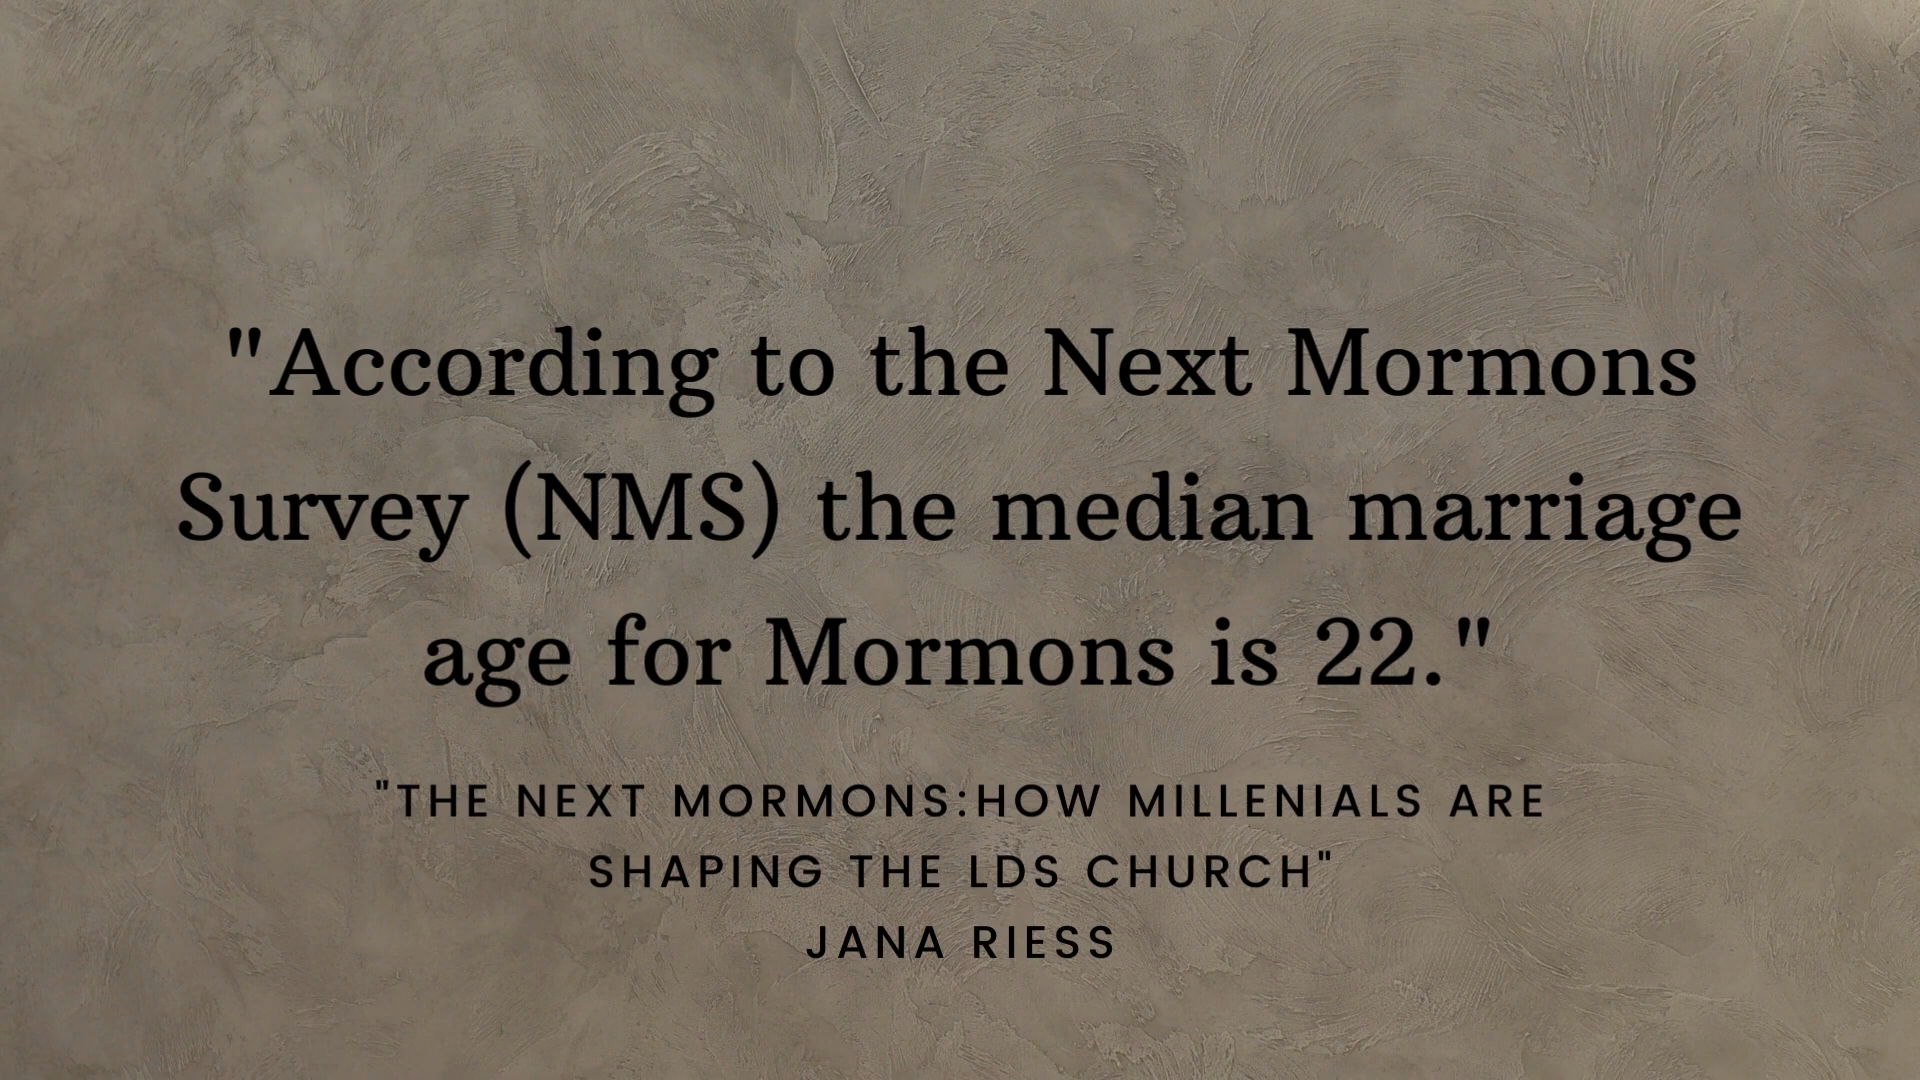 "According to the Next Mormons
Survey (NMS) the median marriage
age for Mormons is 22."
"THE NEXT MORMONS:HOW MILLENIALS ARE
SHAPING THE LDS CHURCH"
JANA RIESS